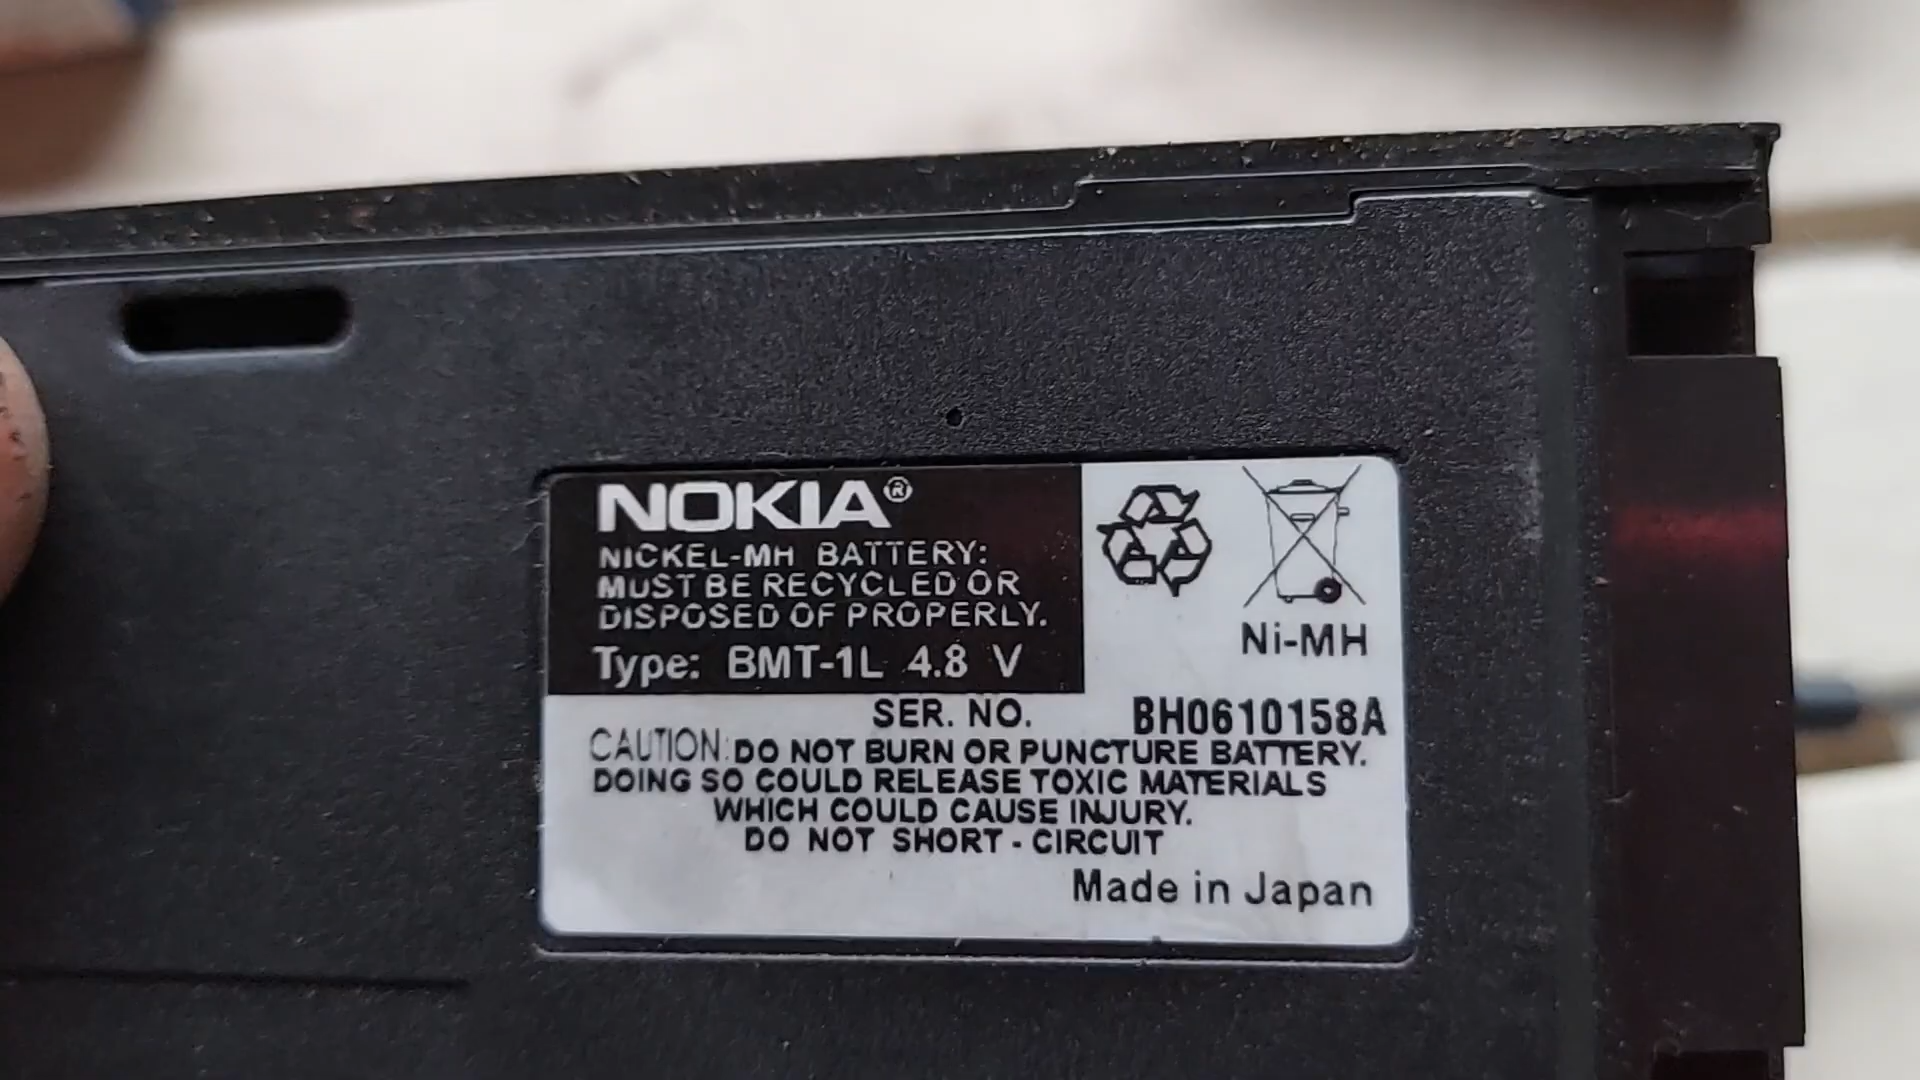 NOKIA®
NICKEL-MH BATTERY:
MUST BE RECYCLED OR
DISPOSED OF PROPERLY.
Type: BMT-1L 4.8 V
Ni-MH
SER. NO. BH0610158A
CAUTION: DO NOT BURN OR PUNCTURE BATTERY.
DOING SO COULD RELEASE TOXIC MATERIALS
WHICH COULD CAUSE INJURY.
DO NOT SHORT - CIRCUIT
Made in Japan